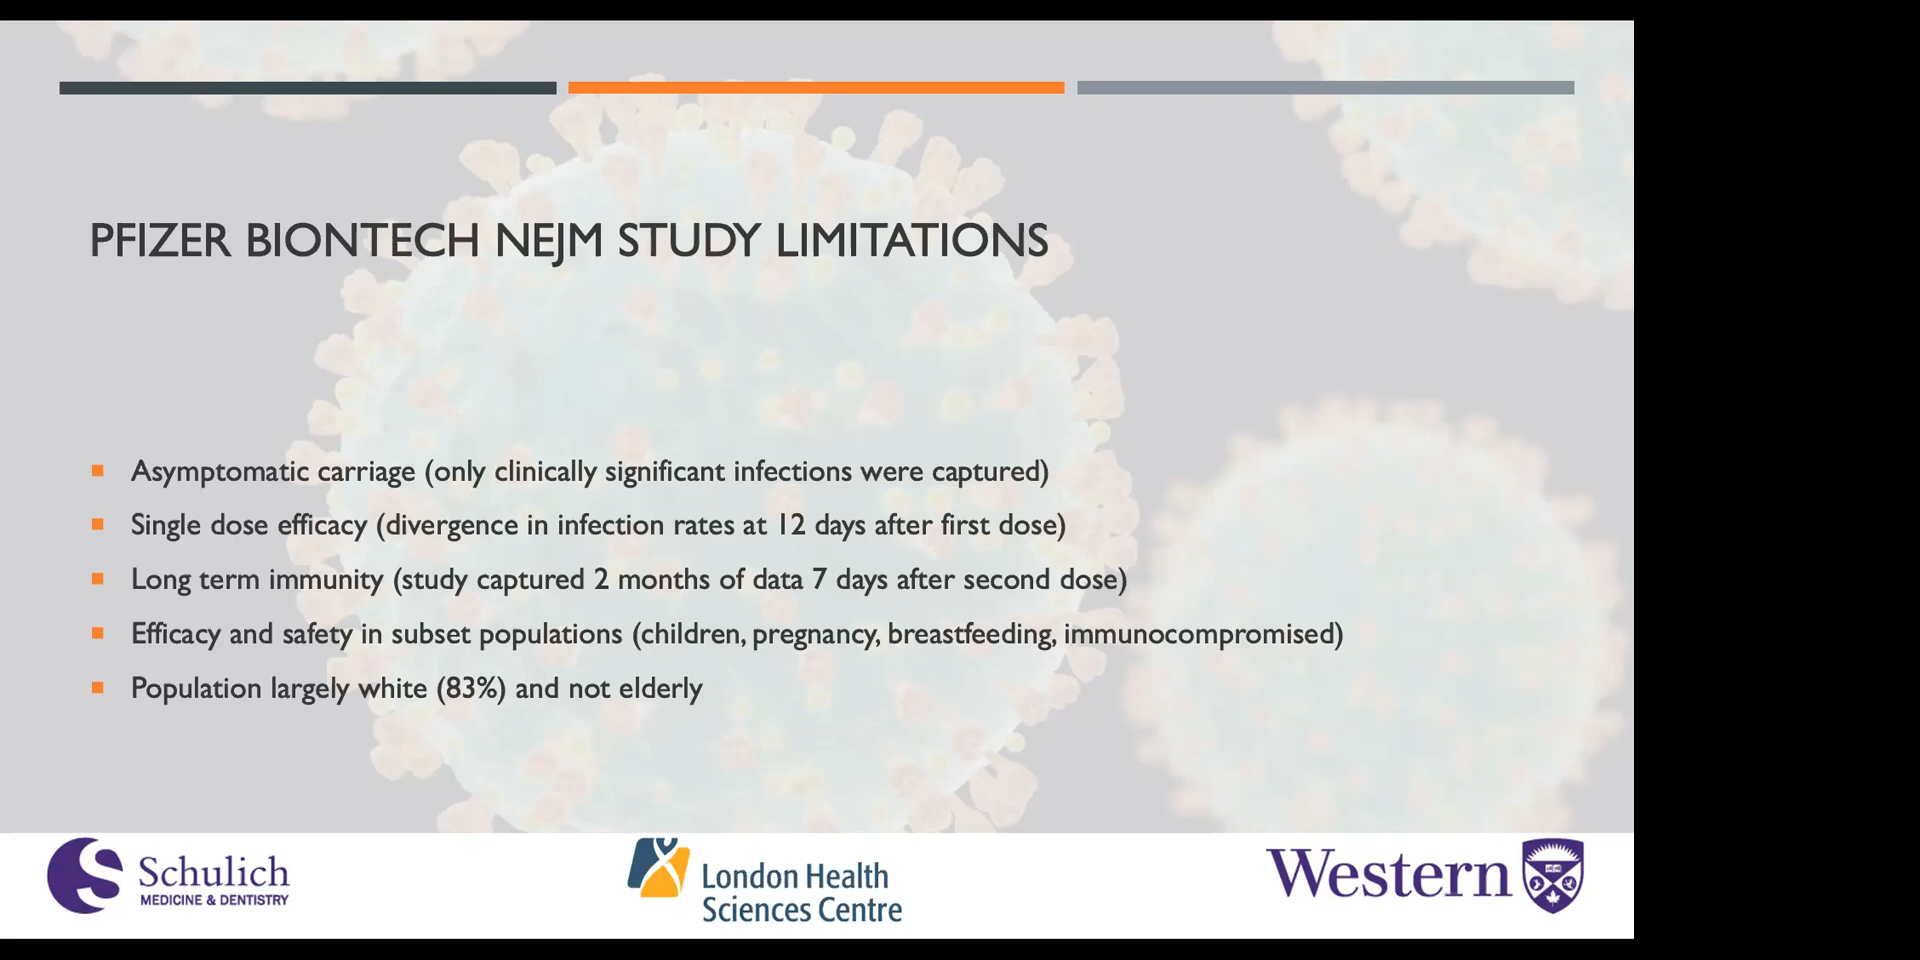 PFIZER BIONTECH NEJM STUDY LIMITATIONS
Asymptomatic carriage (only clinically significant infections were captured)
Single dose efficacy (divergence in infection rates at 12 days after first dose)
Long term immunity (study captured 2 months of data 7 days after second dose)
Efficacy and safety in subset populations (children, pregnancy, breastfeeding, immunocompromised)
Population largely white (83%) and not elderly
Schulich
MEDICINE & DENTISTRY
London Health
Sciences Centre
Western